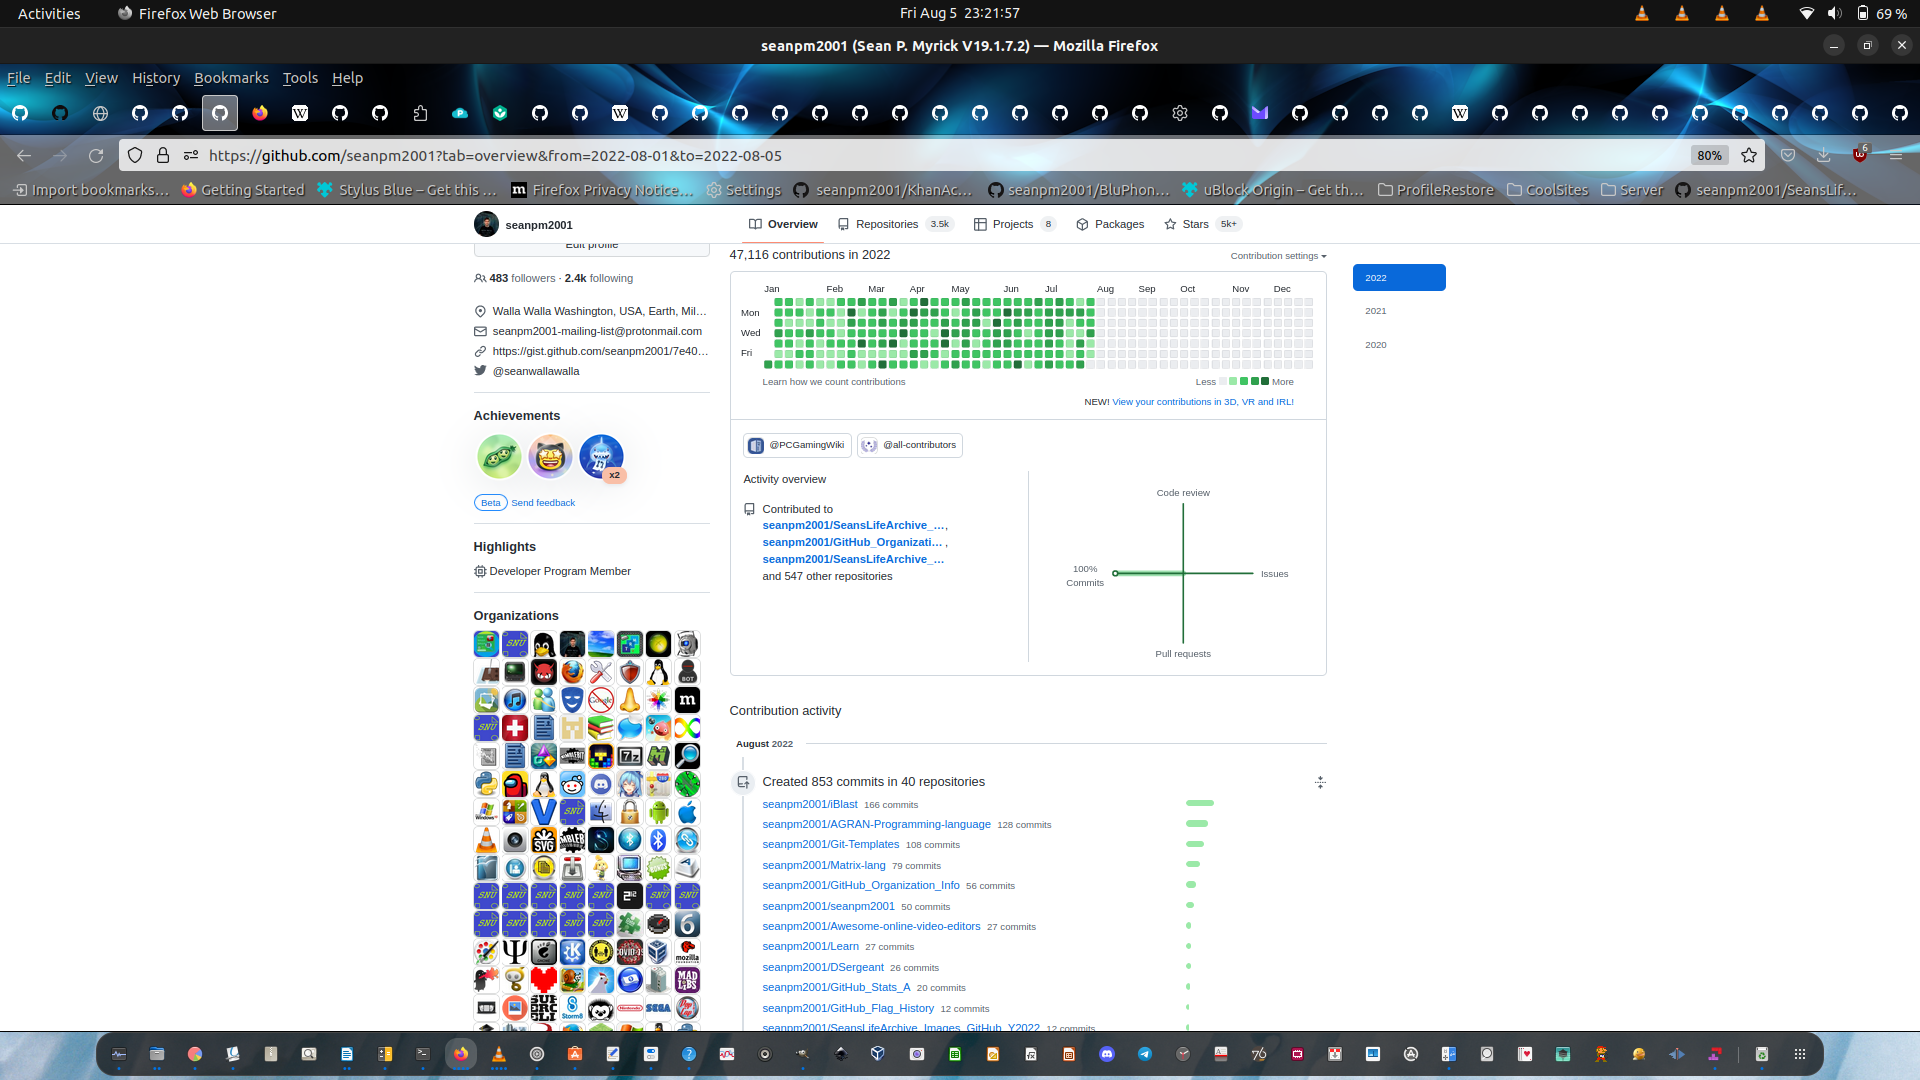 Activities
Firefox Web Browser
Fri Aug 5 23:21:57
69 %
seanpm2001 (Sean P. Myrick V19.1.7.2) — Mozilla Firefox
File Edit View History Bookmarks Tools Help
https://github.com/seanpm2001?tab=overview&from=2022-08-01&to=2022-08-05
80%
6
Import bookmarks…
Getting Started
Stylus Blue – Get this …
Firefox Privacy Notice…
Settings
seanpm2001/KhanAc…
seanpm2001/BluPhon…
uBlock Origin – Get th…
ProfileRestore
CoolSites
Server
seanpm2001/SeansLif…
seanpm2001
Overview
Repositories 3.5k
Projects 8
Packages
Stars 5k+
Edit profile
483 followers · 2.4k following
Walla Walla Washington, USA, Earth, Mil…
seanpm2001-mailing-list@protonmail.com
https://gist.github.com/seanpm2001/7e40…
@seanwallawalla
Achievements
x2
Beta Send feedback
Highlights
Developer Program Member
Organizations
47,116 contributions in 2022
Contribution settings
2022
2021
2020
Jan Feb Mar Apr May Jun Jul Aug Sep Oct Nov Dec
Mon
Wed
Fri
Learn how we count contributions
Less More
NEW! View your contributions in 3D, VR and IRL!
@PCGamingWiki
@all-contributors
Activity overview
Contributed to
seanpm2001/SeansLifeArchive_…,
seanpm2001/GitHub_Organizati… ,
seanpm2001/SeansLifeArchive_…
and 547 other repositories
Code review
100%
Commits
Issues
Pull requests
Contribution activity
August 2022
Created 853 commits in 40 repositories
seanpm2001/iBlast 166 commits
seanpm2001/AGRAN-Programming-language 128 commits
seanpm2001/Git-Templates 108 commits
seanpm2001/Matrix-lang 79 commits
seanpm2001/GitHub_Organization_Info 56 commits
seanpm2001/seanpm2001 50 commits
seanpm2001/Awesome-online-video-editors 27 commits
seanpm2001/Learn 27 commits
seanpm2001/DSergeant 26 commits
seanpm2001/GitHub_Stats_A 20 commits
seanpm2001/GitHub_Flag_History 12 commits
seanpm2001/SeansLifeArchive_Images_GitHub_Y2022 12 commits